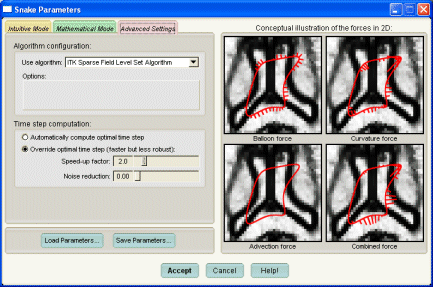 Snake Parameters
Intuitive Mode
Mathematical Mode
Advanced Settings
Algorithm configuration:
Use algorithm: ITK Sparse Field Level Set Algorithm
Options:
Time step computation:
Automatically compute optimal time step
Override optimal time step (faster but less robust):
Speed-up factor: 2.0
Noise reduction: 0.00
Load Parameters...
Save Parameters...
Conceptual illustration of the forces in 2D:
Balloon force
Curvature force
Advection force
Combined force
Accept
Cancel
Help!